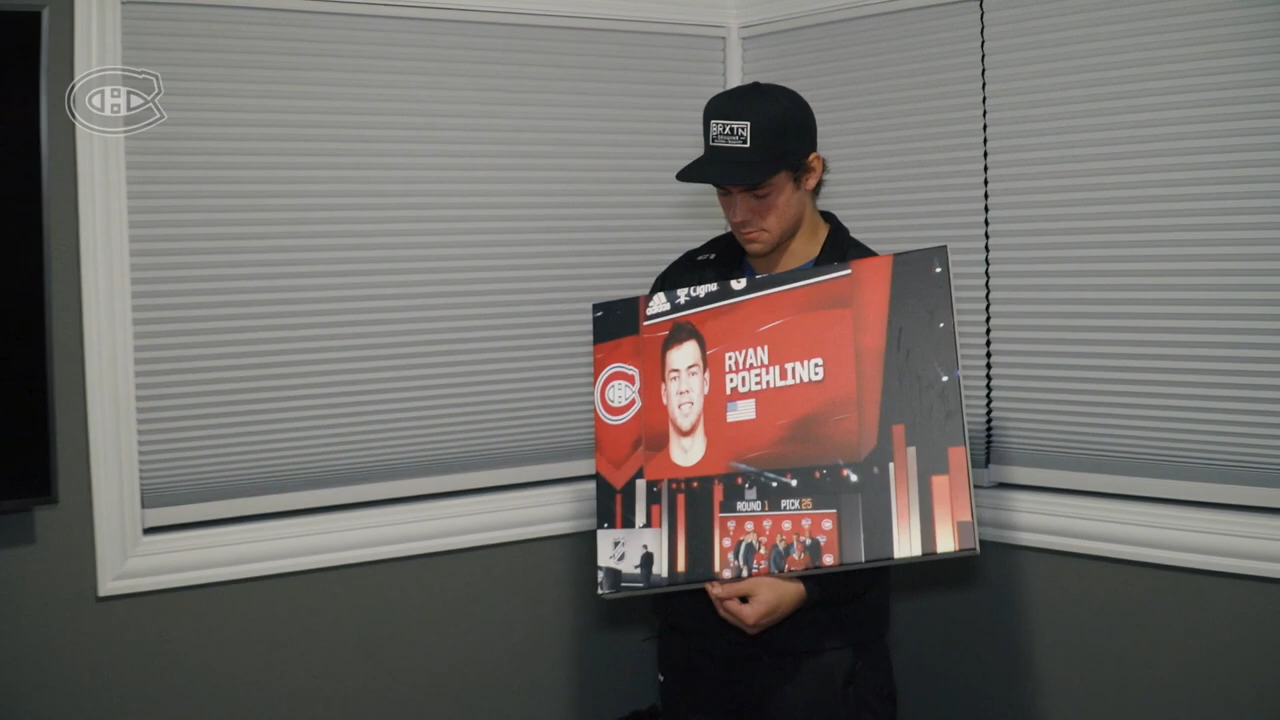 BRXTN
adidas
Cigna
RYAN
POEHLING
ROUND 1 PICK 25